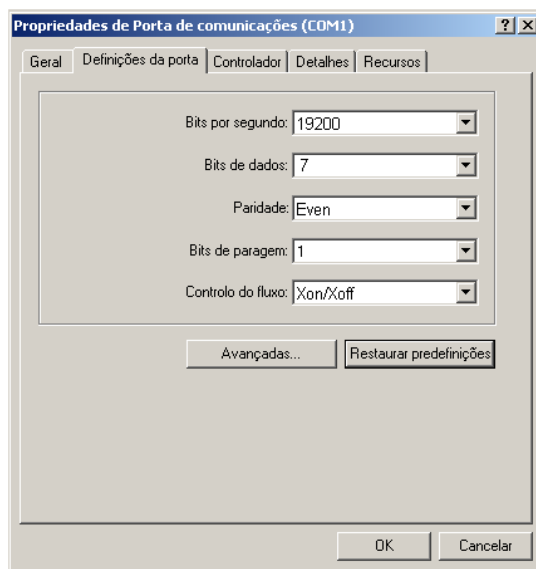 Propriedades de Porta de comunicações (COM1)
Geral Definições da porta Controlador Detalhes Recursos
Bits por segundo: 19200
Bits de dados: 7
Paridade: Even
Bits de paragem: 1
Controlo do fluxo: Xon/Xoff
Avançadas... Restaurar predefinições
OK Cancelar